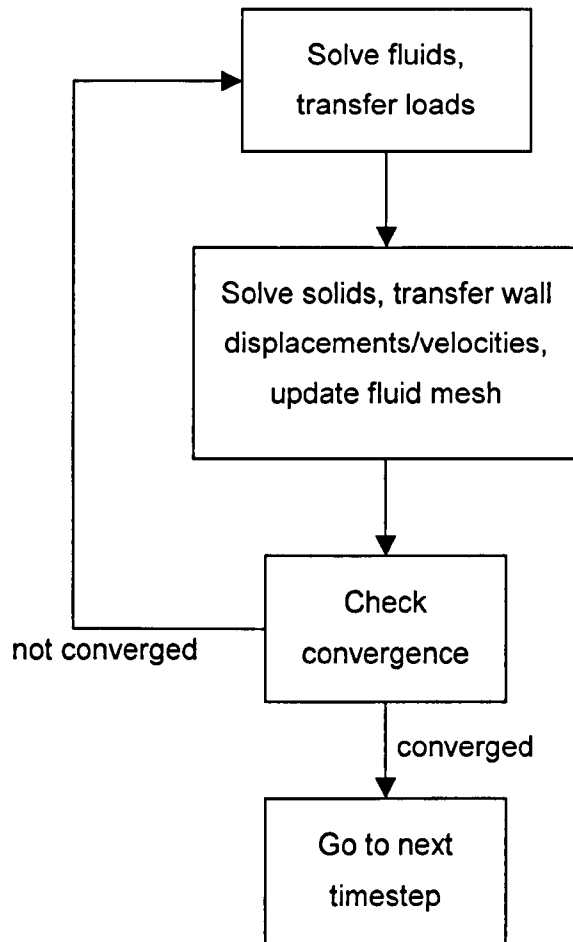 Solve fluids,
transfer loads
Solve solids, transfer wall
displacements/velocities,
update fluid mesh
Check
convergence
not converged
converged
Go to next
timestep